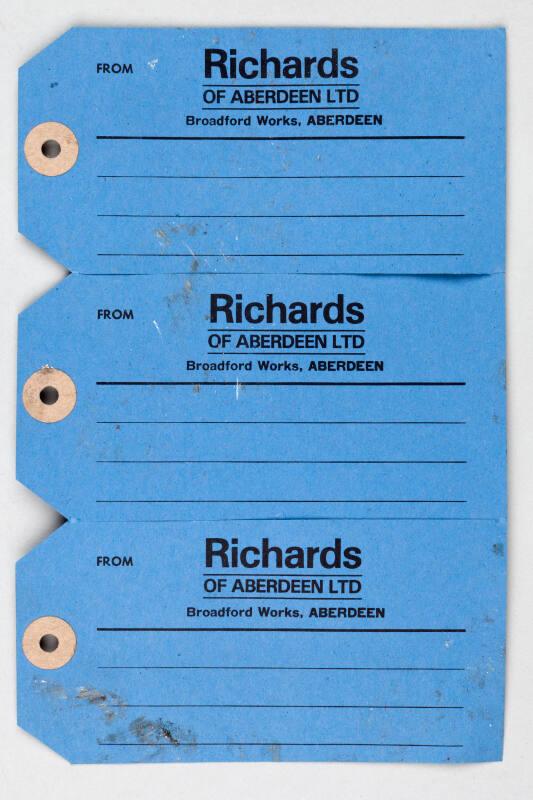 FROM
Richards
OF ABERDEEN LTD
Broadford Works, ABERDEEN
FROM
Richards
OF ABERDEEN LTD
Broadford Works, ABERDEEN
FROM
Richards
OF ABERDEEN LTD
Broadford Works, ABERDEEN